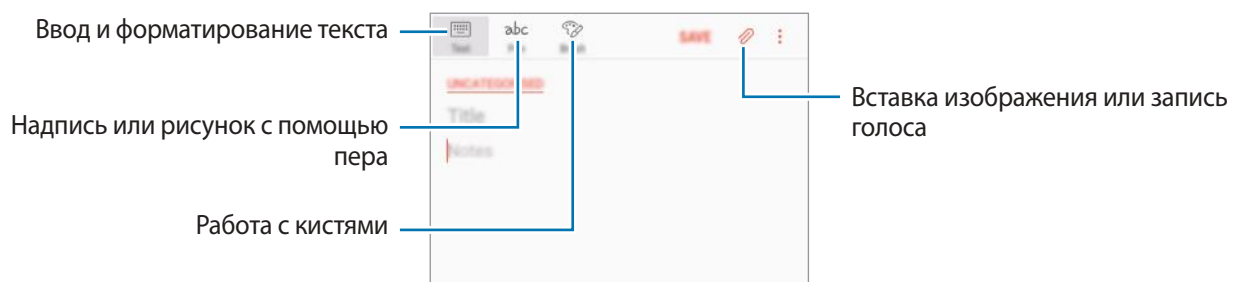 Ввод и форматирование текста
abc
SAVE
UNCATEGORISED
Title
Notes
Надпись или рисунок с помощью
пера
Вставка изображения или запись
голоса
Работа с кистями